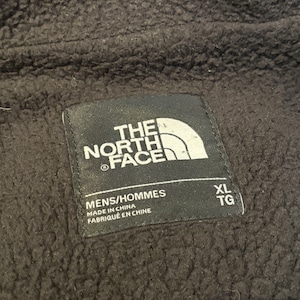 THE
NORTH
®FACE
MENS/HOMMES
MADE IN CHINA
FABRIQUÉ EN CHINE
XL
TG